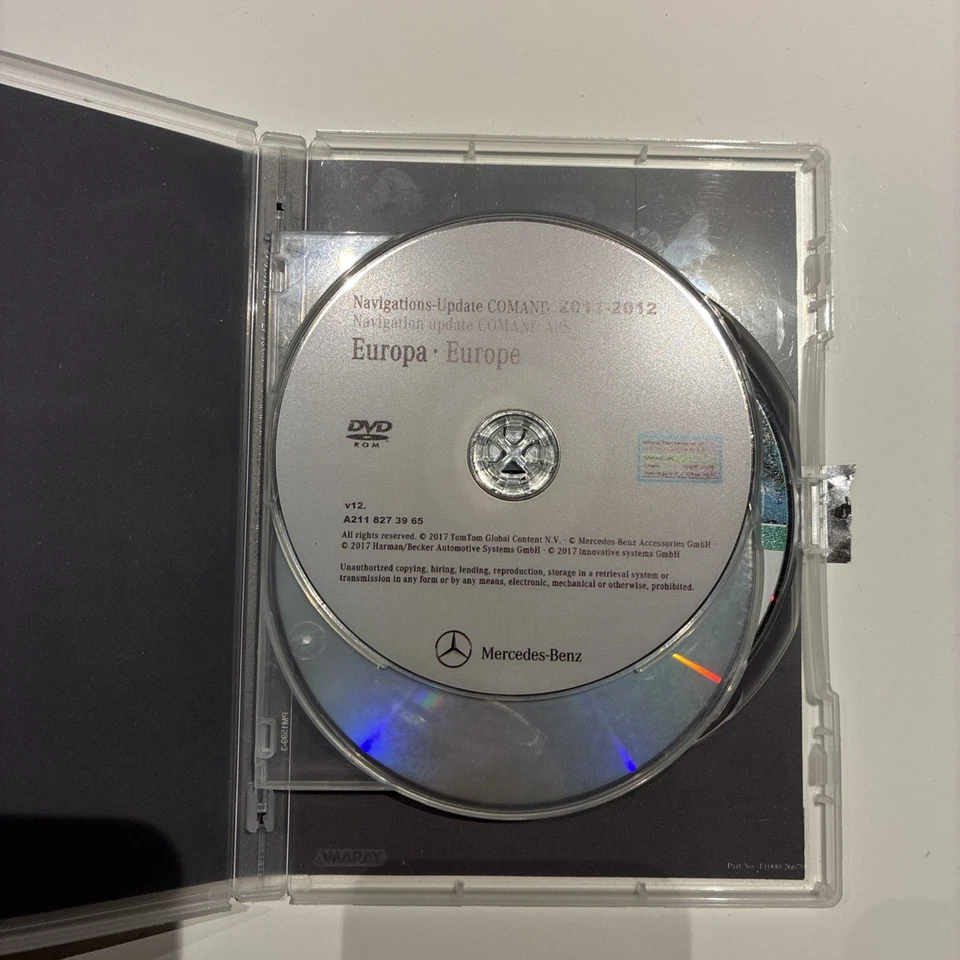 Navigations-Update COMAND 2011-2012
Navigation update COMAND APS
Europa · Europe
DVD
ROM
v12.
A211 827 39 65
All rights reserved. © 2017 TomTom Global Content N.V. · © Mercedes-Benz Accessories GmbH ·
© 2017 Harman/Becker Automotive Systems GmbH · © 2017 innovative systems GmbH
Unauthorized copying, hiring, lending, reproduction, storage in a retrieval system or
transmission in any form or by any means, electronic, mechanical or otherwise, prohibited.
Mercedes-Benz
AMARAY
Part No.